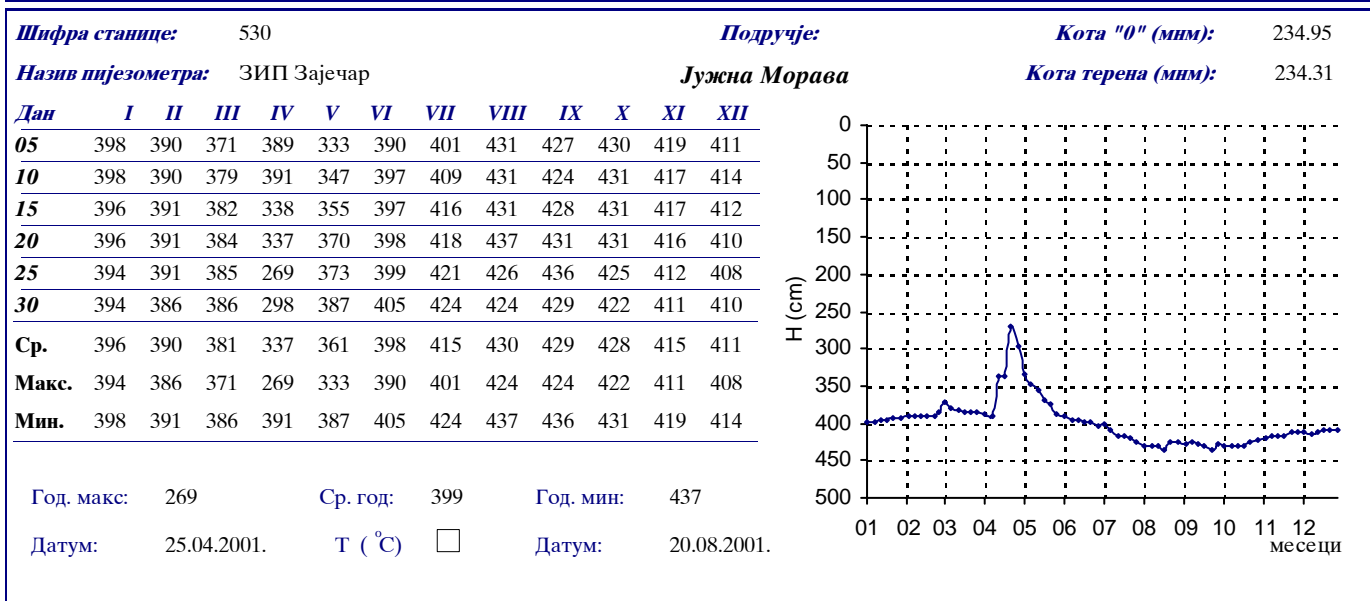 Шифра станице: 530 Подручје: Кота "0" (мнм): 234.95
Назив пијезометра: ЗИП Зајечар Јужна Морава Кота терена (мнм): 234.31
Дан I II III IV V VI VII VIII IX X XI XII
05 398 390 371 389 333 390 401 431 427 430 419 411
10 398 390 379 391 347 397 409 431 424 431 417 414
15 396 391 382 338 355 397 416 431 428 431 417 412
20 396 391 384 337 370 398 418 437 431 431 416 410
25 394 391 385 269 373 399 421 426 436 425 412 408
30 394 386 386 298 387 405 424 424 429 422 411 410
Ср. 396 390 381 337 361 398 415 430 429 428 415 411
Макс. 394 386 371 269 333 390 401 424 424 422 411 408
Мин. 398 391 386 391 387 405 424 437 436 431 419 414
Год. макс: 269 Ср. год: 399 Год. мин: 437
Датум: 25.04.2001. T ( °C) Датум: 20.08.2001.
H (cm)
0
50
100
150
200
250
300
350
400
450
500
01 02 03 04 05 06 07 08 09 10 11 12
месеци